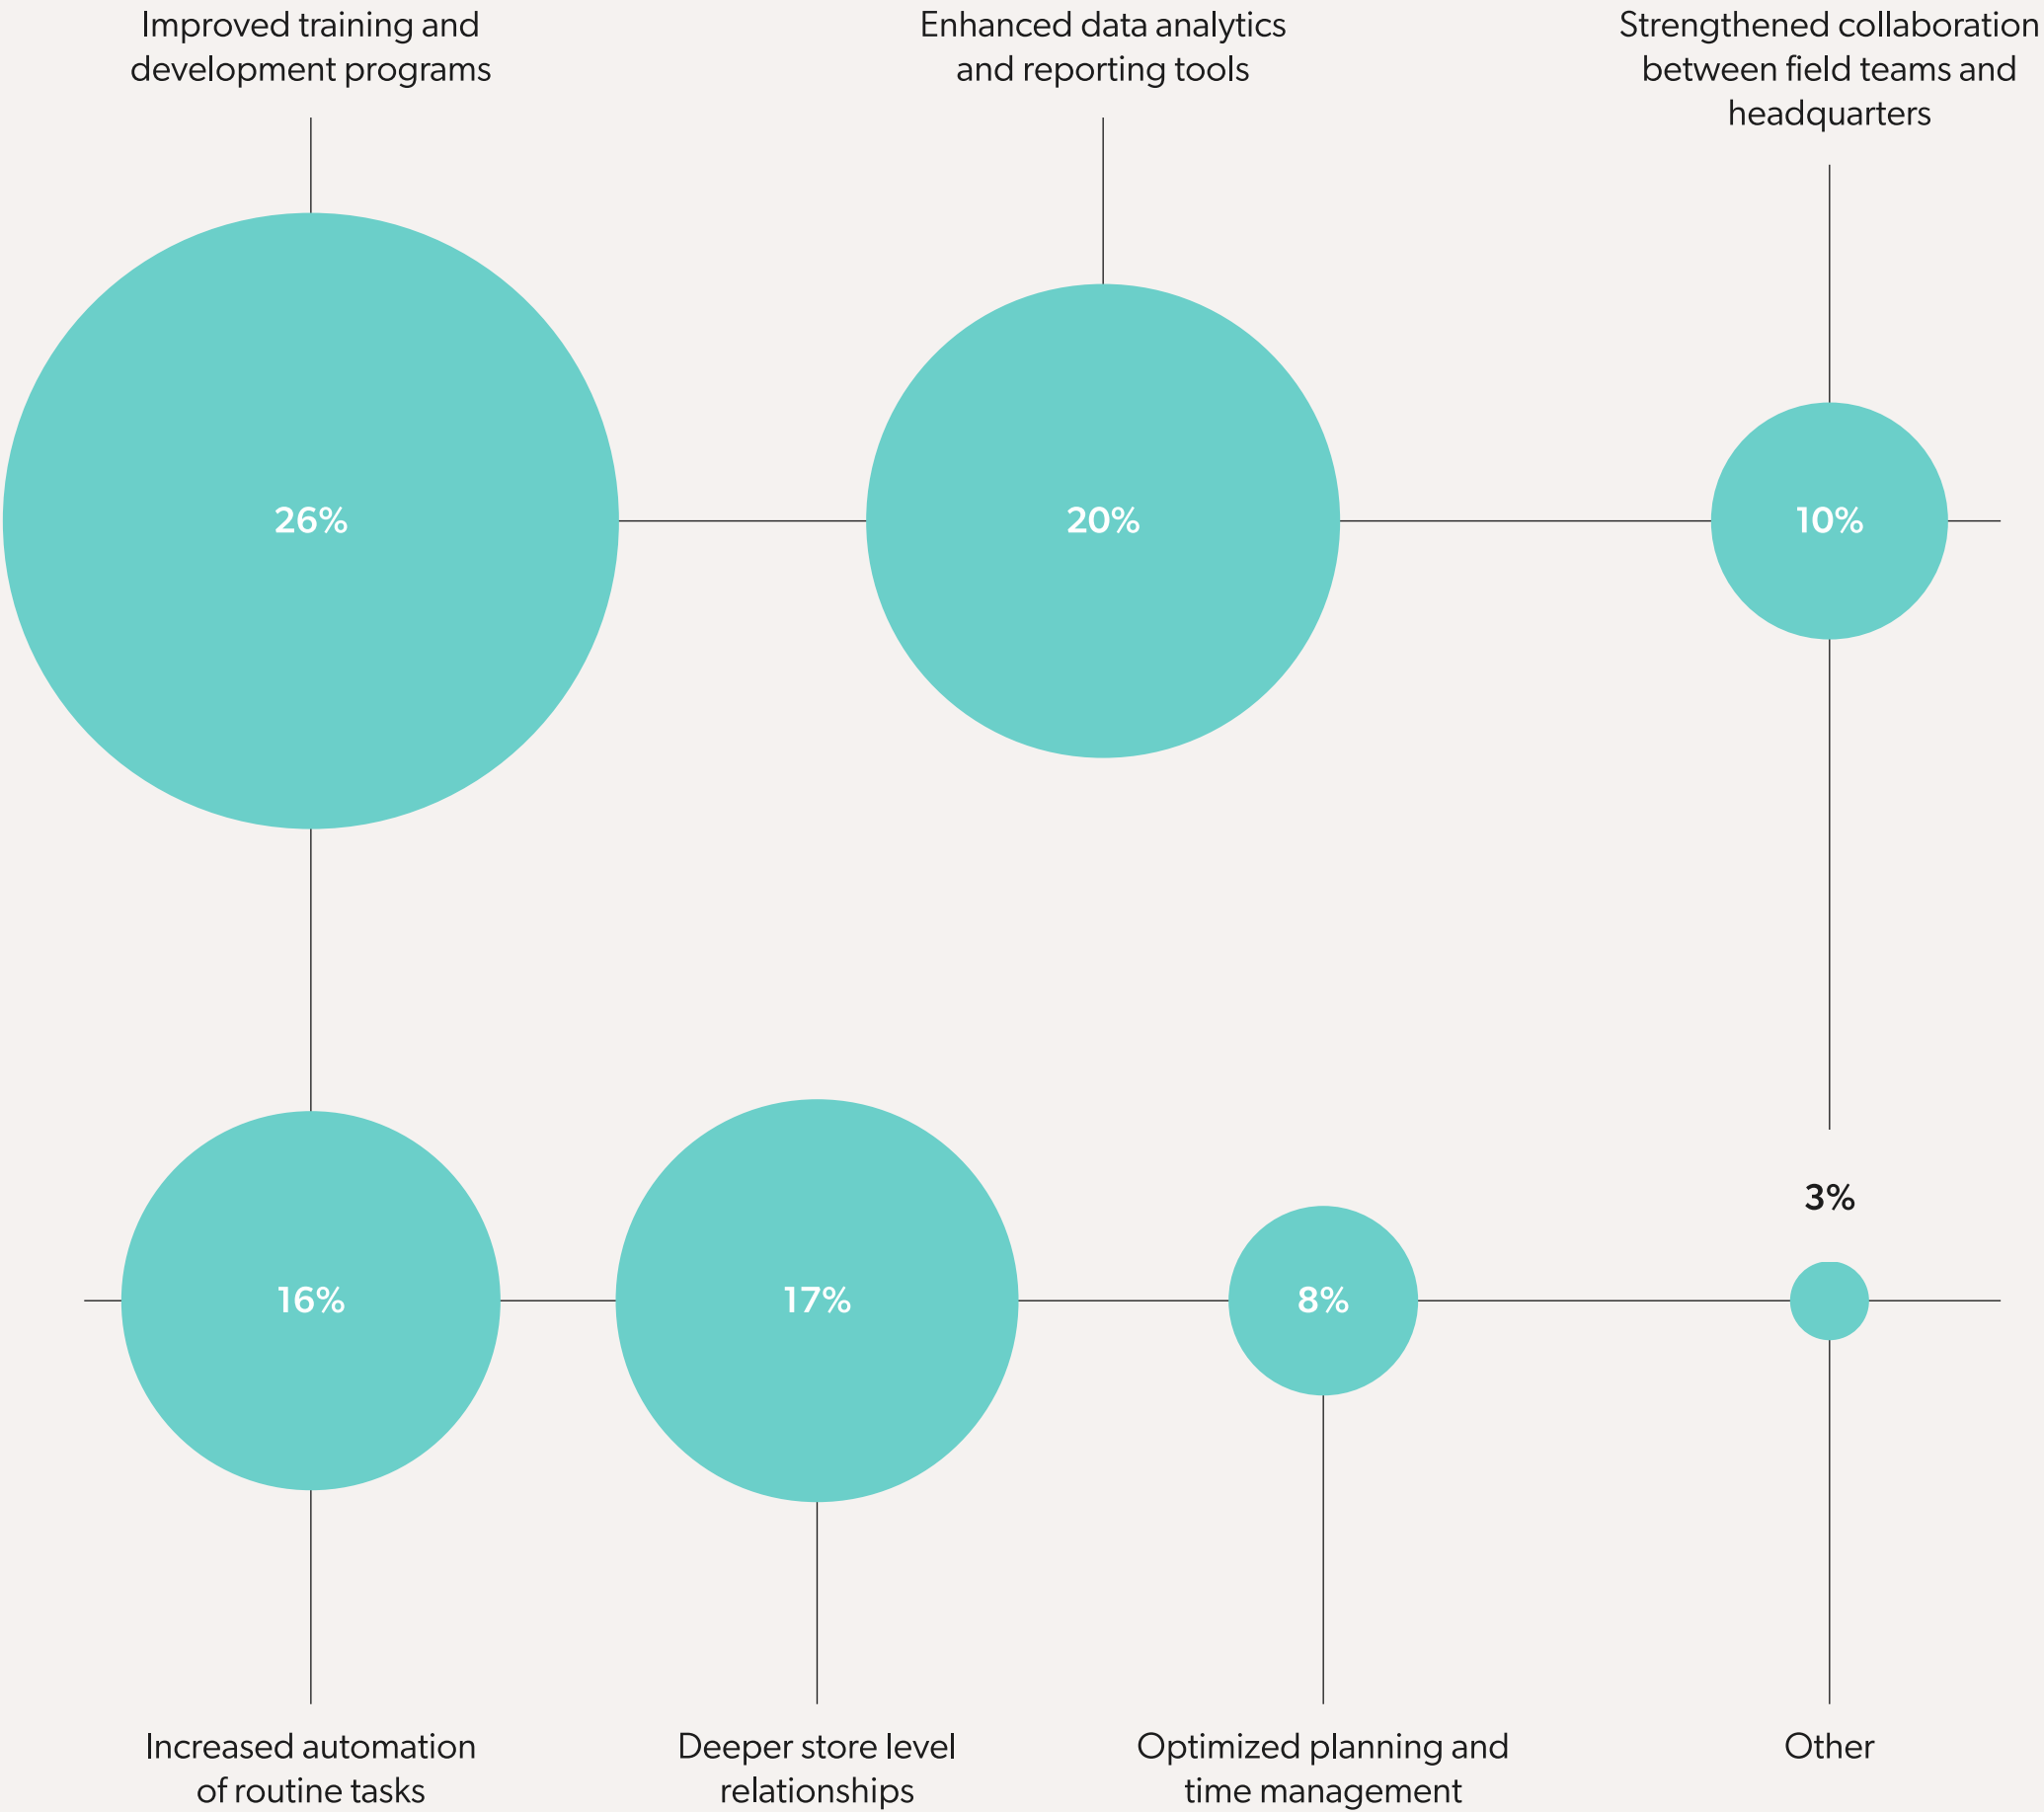 Improved training and
development programs
Enhanced data analytics
and reporting tools
Strengthened collaboration
between field teams and
headquarters
26%
20%
10%
3%
16%
17%
8%
Increased automation
of routine tasks
Deeper store level
relationships
Optimized planning and
time management
Other